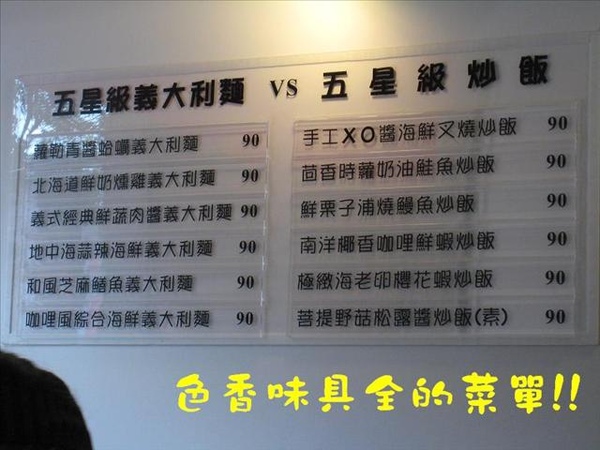 五星級義大利麵 VS 五星級炒飯
蘿勒青醬蛤蠣義大利麵 90
北海道鮮奶燻雞義大利麵 90
義式經典鮮蔬肉醬義大利麵 90
地中海蒜辣海鮮義大利麵 90
和風芝麻鱔魚義大利麵 90
咖哩風綜合海鮮義大利麵 90
手工XO醬海鮮叉燒炒飯 90
茴香時蘿奶油鮭魚炒飯 90
鮮栗子浦燒鰻魚炒飯 90
南洋椰香咖哩鮮蝦炒飯 90
極緻海老卵櫻花蝦炒飯 90
菩提野菇松露醬炒飯(素) 90
色香味具全的菜單!!